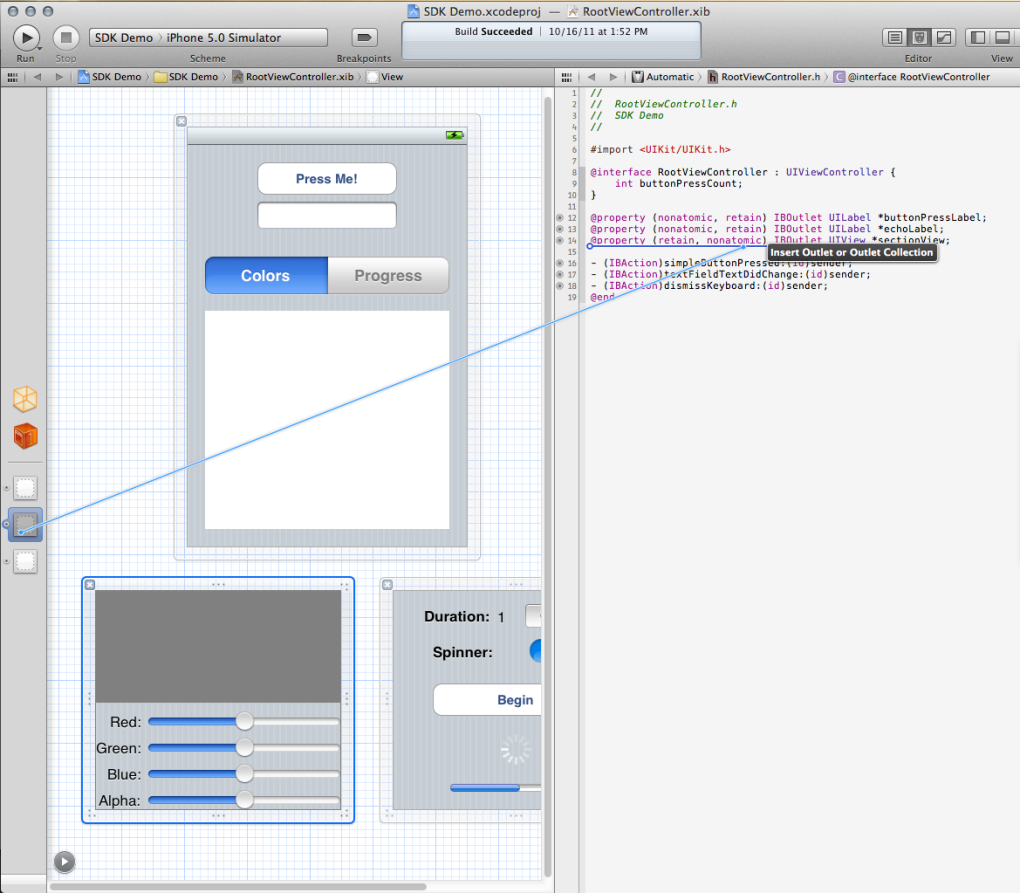 SDK Demo.xcodeproj — RootViewController.xib
SDK Demo › iPhone 5.0 Simulator
Build Succeeded | 10/16/11 at 1:52 PM
Run Stop Scheme Breakpoints Editor View
SDK Demo › SDK Demo › RootViewController.xib › View
Automatic › RootViewController.h › @interface RootViewController
Press Me!
Colors Progress
Red:
Green:
Blue:
Alpha:
Duration: 1
Spinner:
Begin
1 //
2 // RootViewController.h
3 // SDK Demo
4 //
5
6 #import <UIKit/UIKit.h>
7
8 @interface RootViewController : UIViewController {
9 int buttonPressCount;
10 }
11
12 @property (nonatomic, retain) IBOutlet UILabel *buttonPressLabel;
13 @property (nonatomic, retain) IBOutlet UILabel *echoLabel;
14 @property (retain, nonatomic) IBOutlet UIView *sectionView;
15
Insert Outlet or Outlet Collection
16 - (IBAction)simpleButtonPressed:(id)sender;
17 - (IBAction)textFieldTextDidChange:(id)sender;
18 - (IBAction)dismissKeyboard:(id)sender;
19 @end